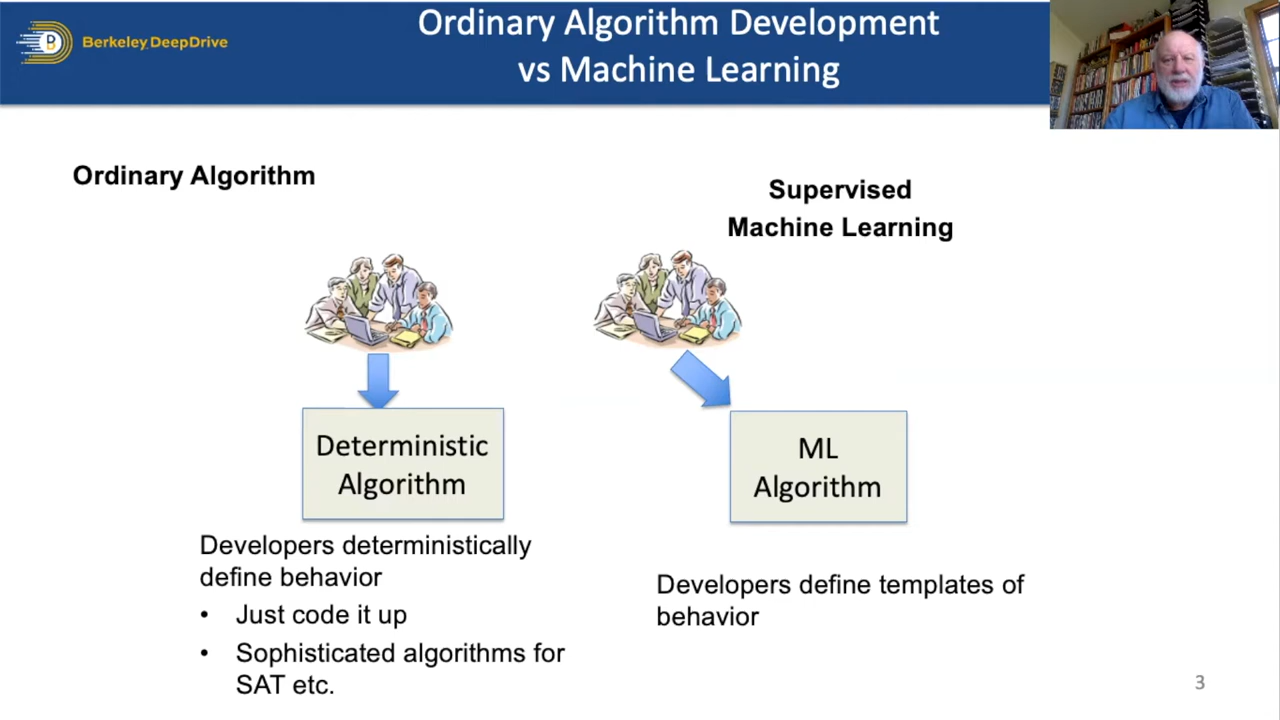 Berkeley DeepDrive
Ordinary Algorithm Development
vs Machine Learning
Ordinary Algorithm
Supervised
Machine Learning
Deterministic
Algorithm
ML
Algorithm
Developers deterministically
define behavior
• Just code it up
• Sophisticated algorithms for
SAT etc.
Developers define templates of
behavior
3